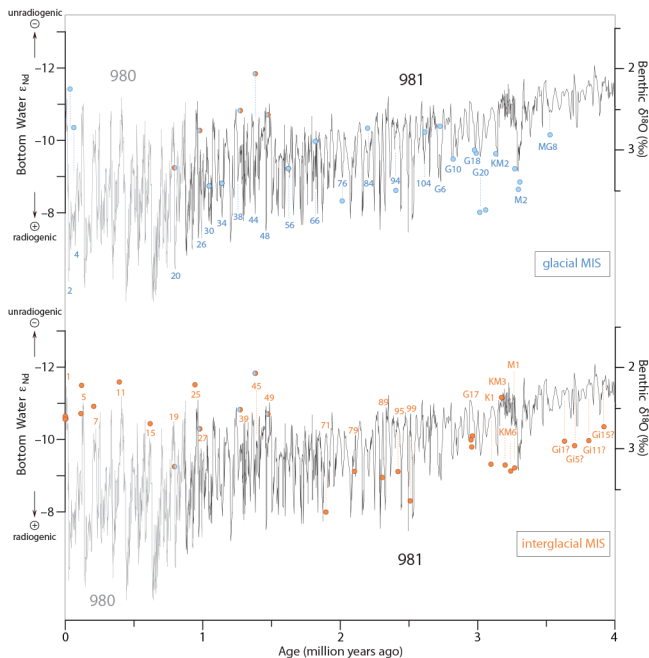 unradiogenic
−
−12
−10
−8
Bottom Water εNd
+
radiogenic
980
981
2
3
Benthic δ18O (‰)
2
4
20
26
30
34
38
44
48
56
66
76
84
94
104
G6
G10
G18
G20
KM2
M2
MG8
glacial MIS
unradiogenic
−
−12
−10
−8
Bottom Water εNd
+
radiogenic
1
5
7
11
15
19
25
27
39
45
49
71
79
89
95
99
G17
K1
KM3
KM6
M1
Gi1?
Gi5?
Gi11?
Gi15?
2
3
Benthic δ18O (‰)
interglacial MIS
981
980
0
1
2
3
4
Age (million years ago)